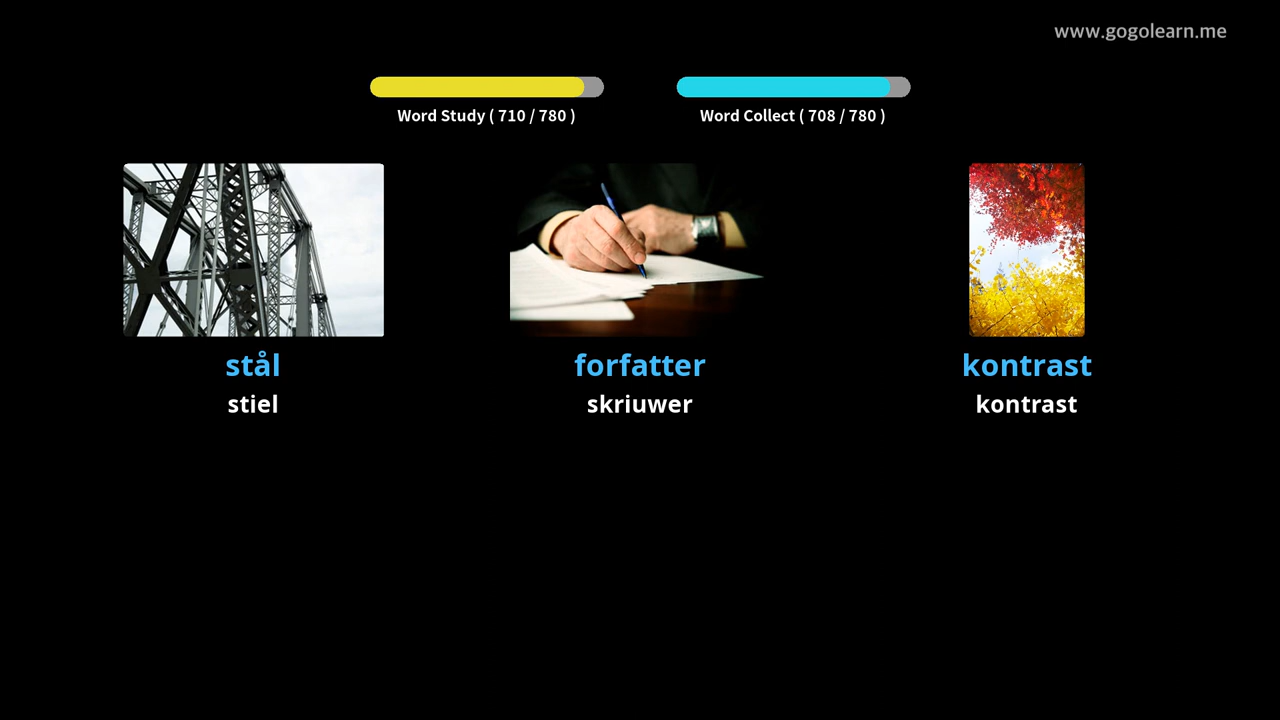 www.gogolearn.me
Word Study ( 710 / 780 )
Word Collect ( 708 / 780 )
stål
forfatter
kontrast
stiel
skriuwer
kontrast